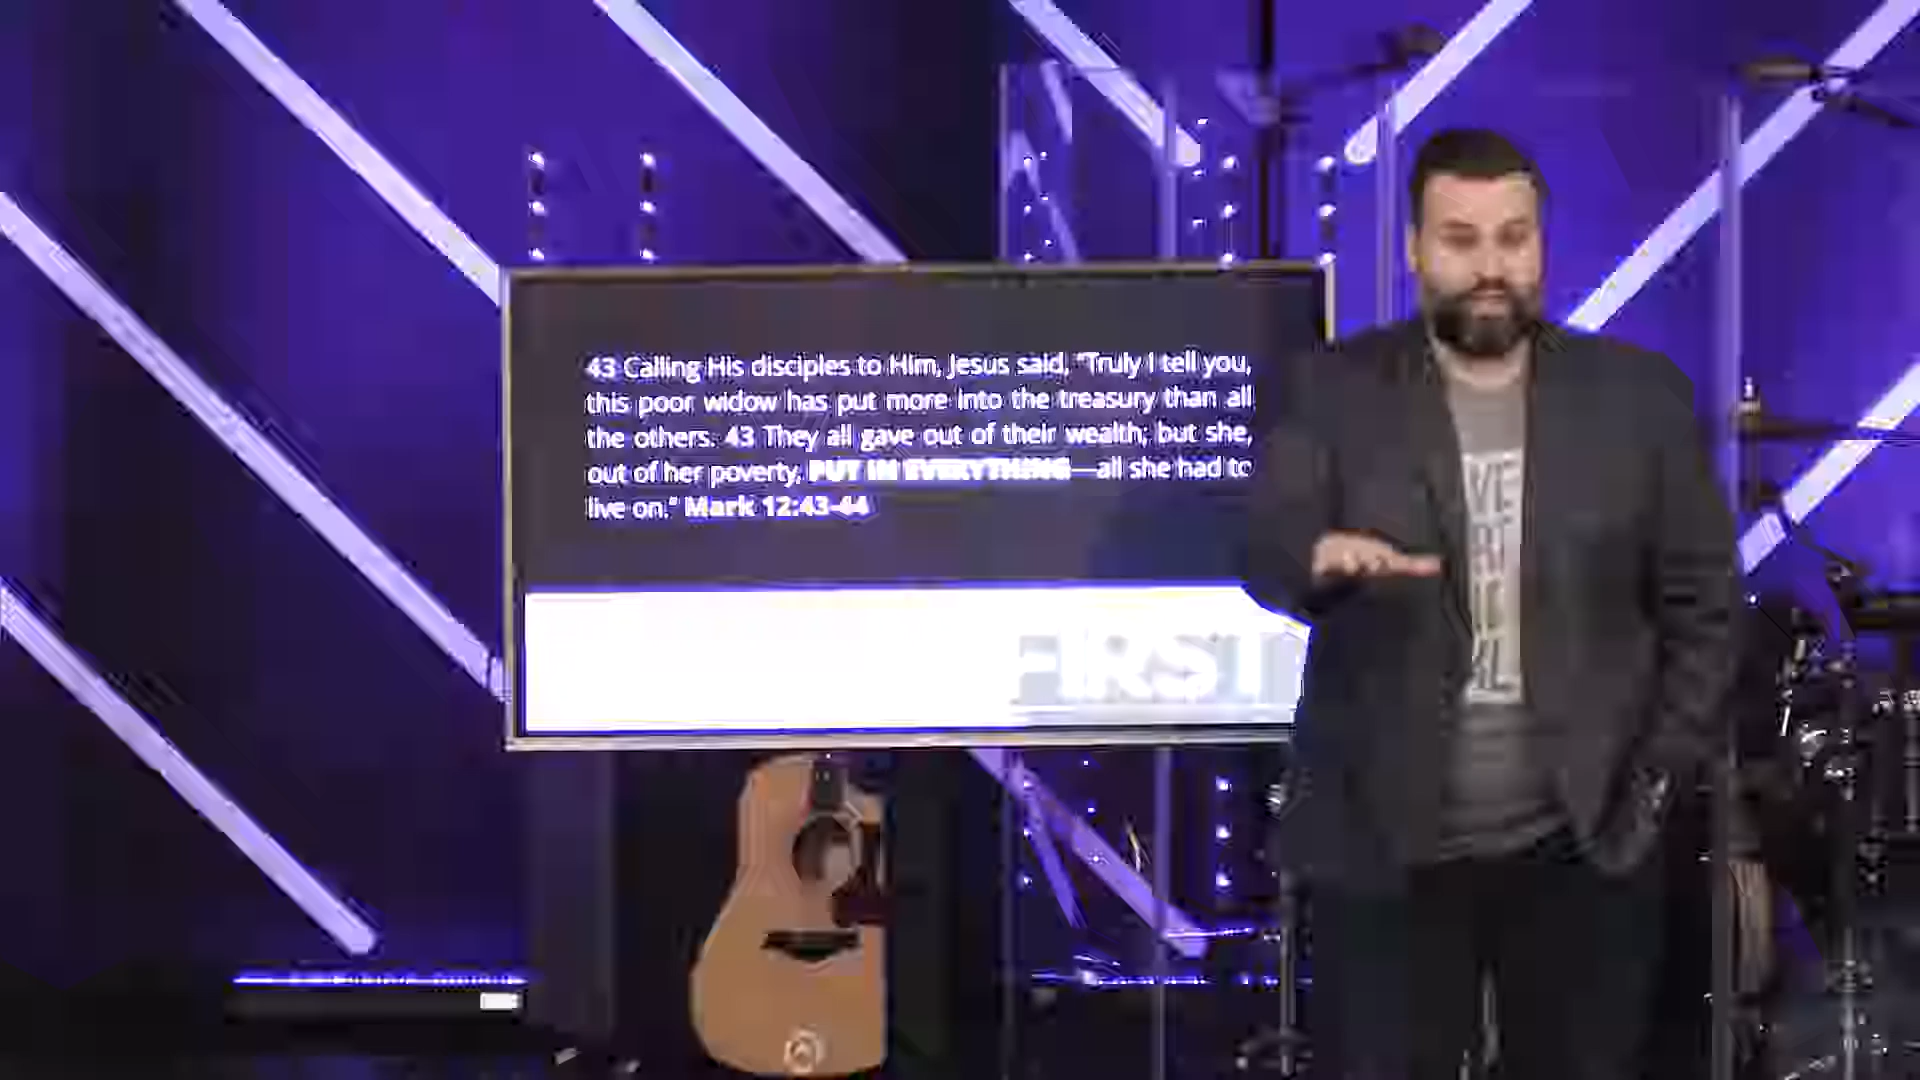 43 Calling His disciples to Him, Jesus said, "Truly I tell you,
this poor widow has put more into the treasury than all
the others. 43 They all gave out of their wealth; but she,
out of her poverty, PUT IN EVERYTHING—all she had to
live on." Mark 12:43-44
FIRST
VE